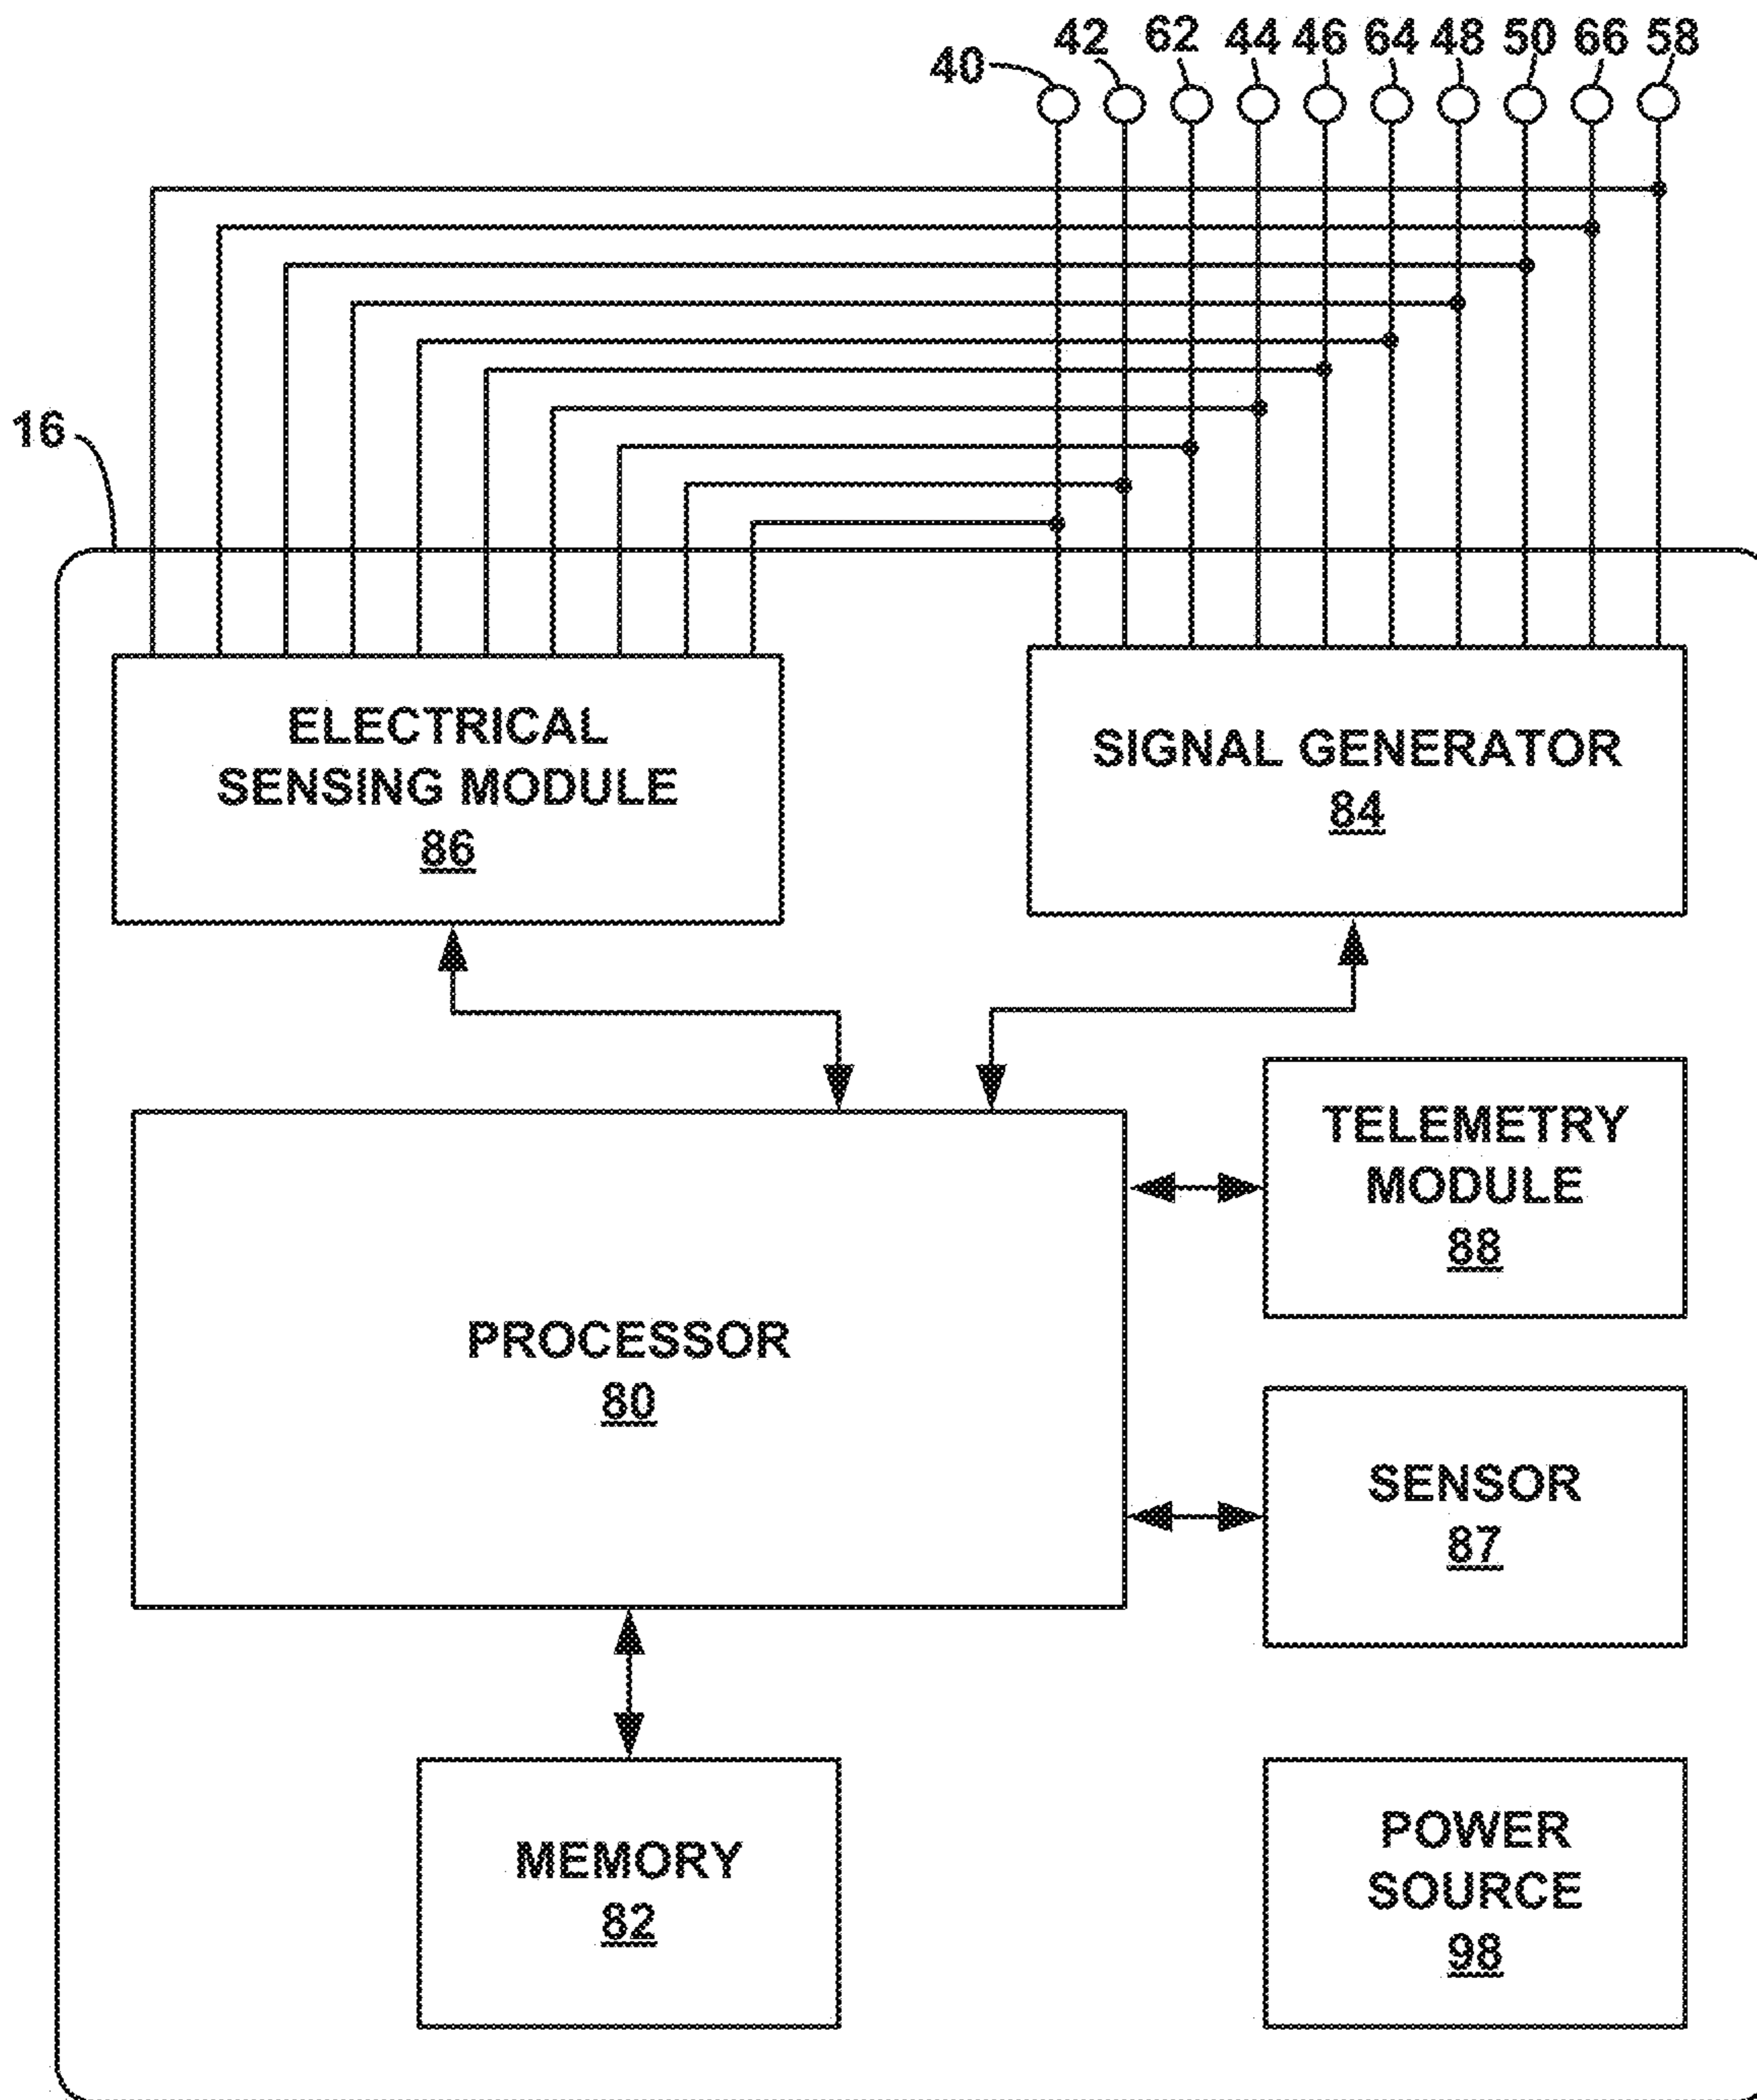 40 42 62 44 46 64 48 50 66 58
16
ELECTRICAL
SENSING MODULE
86
SIGNAL GENERATOR
84
TELEMETRY
MODULE
88
PROCESSOR
80
SENSOR
87
MEMORY
82
POWER
SOURCE
98